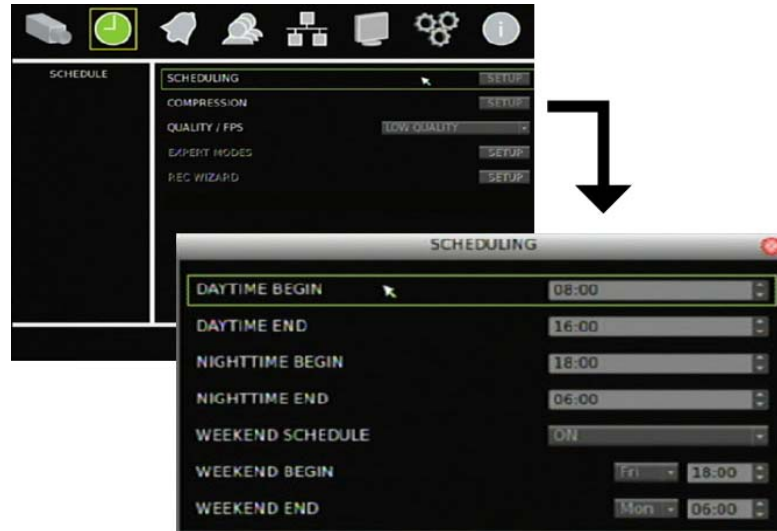 SCHEDULE
SCHEDULING SETUP
COMPRESSION SETUP
QUALITY / FPS LOW QUALITY
EXPERT MODES SETUP
REC WIZARD SETUP
SCHEDULING
DAYTIME BEGIN 08:00
DAYTIME END 16:00
NIGHTTIME BEGIN 18:00
NIGHTTIME END 06:00
WEEKEND SCHEDULE ON
WEEKEND BEGIN Fri 18:00
WEEKEND END Mon 06:00